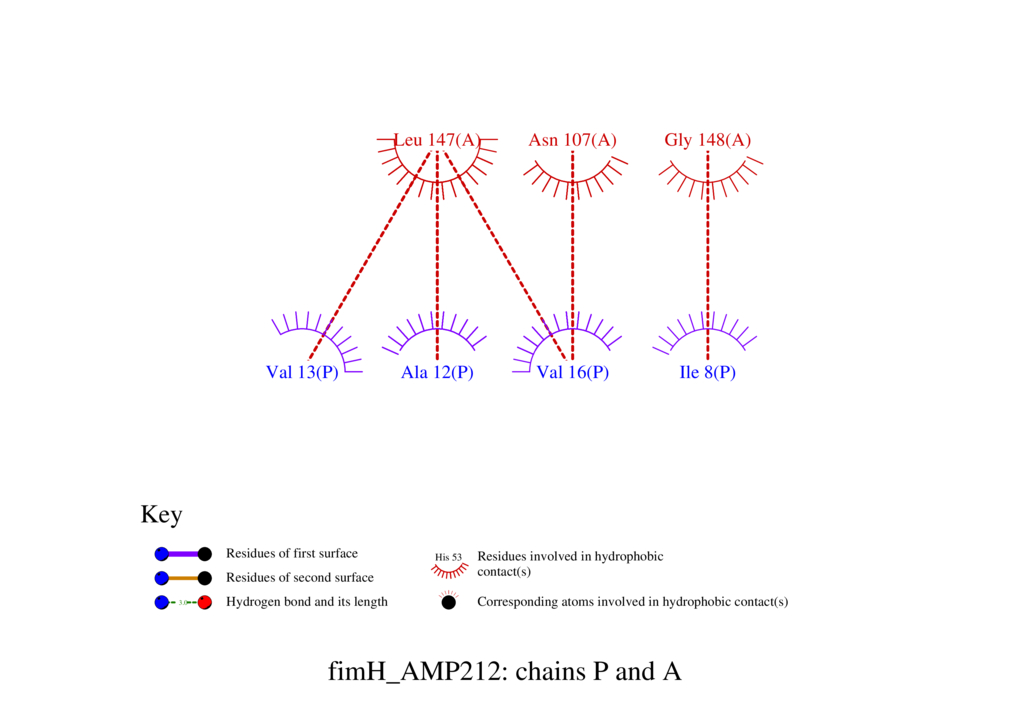 Leu 147(A) Asn 107(A) Gly 148(A)
Val 13(P) Ala 12(P) Val 16(P) Ile 8(P)
Key
Residues of first surface
Residues of second surface
3.0
Hydrogen bond and its length
His 53
Residues involved in hydrophobic
contact(s)
Corresponding atoms involved in hydrophobic contact(s)
fimH_AMP212: chains P and A